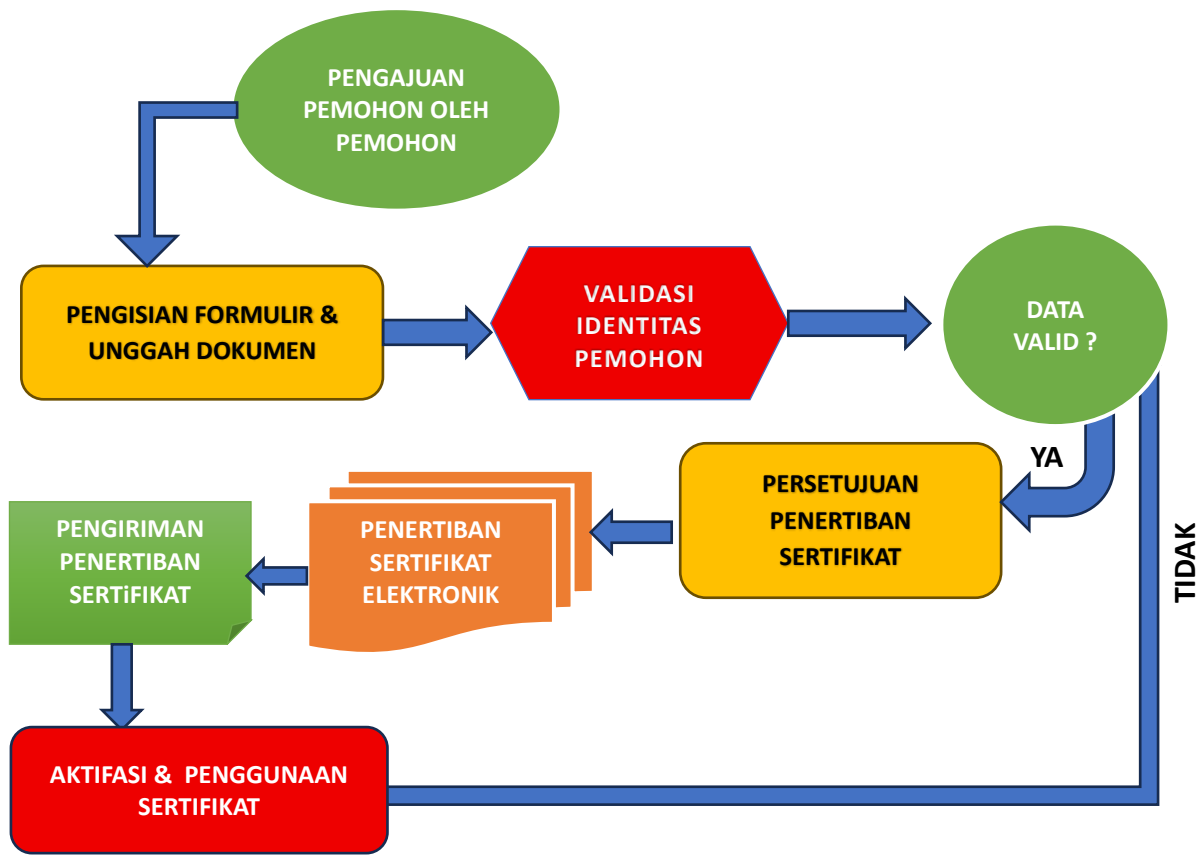 PENGAJUAN
PEMOHON OLEH
PEMOHON
PENGISIAN FORMULIR &
UNGGAH DOKUMEN
VALIDASI
IDENTITAS
PEMOHON
DATA
VALID ?
YA
TIDAK
PERSETUJUAN
PENERTIBAN
SERTIFIKAT
PENERTIBAN
SERTIFIKAT
ELEKTRONIK
PENGIRIMAN
PENERTIBAN
SERTiFIKAT
AKTIFASI & PENGGUNAAN
SERTIFIKAT